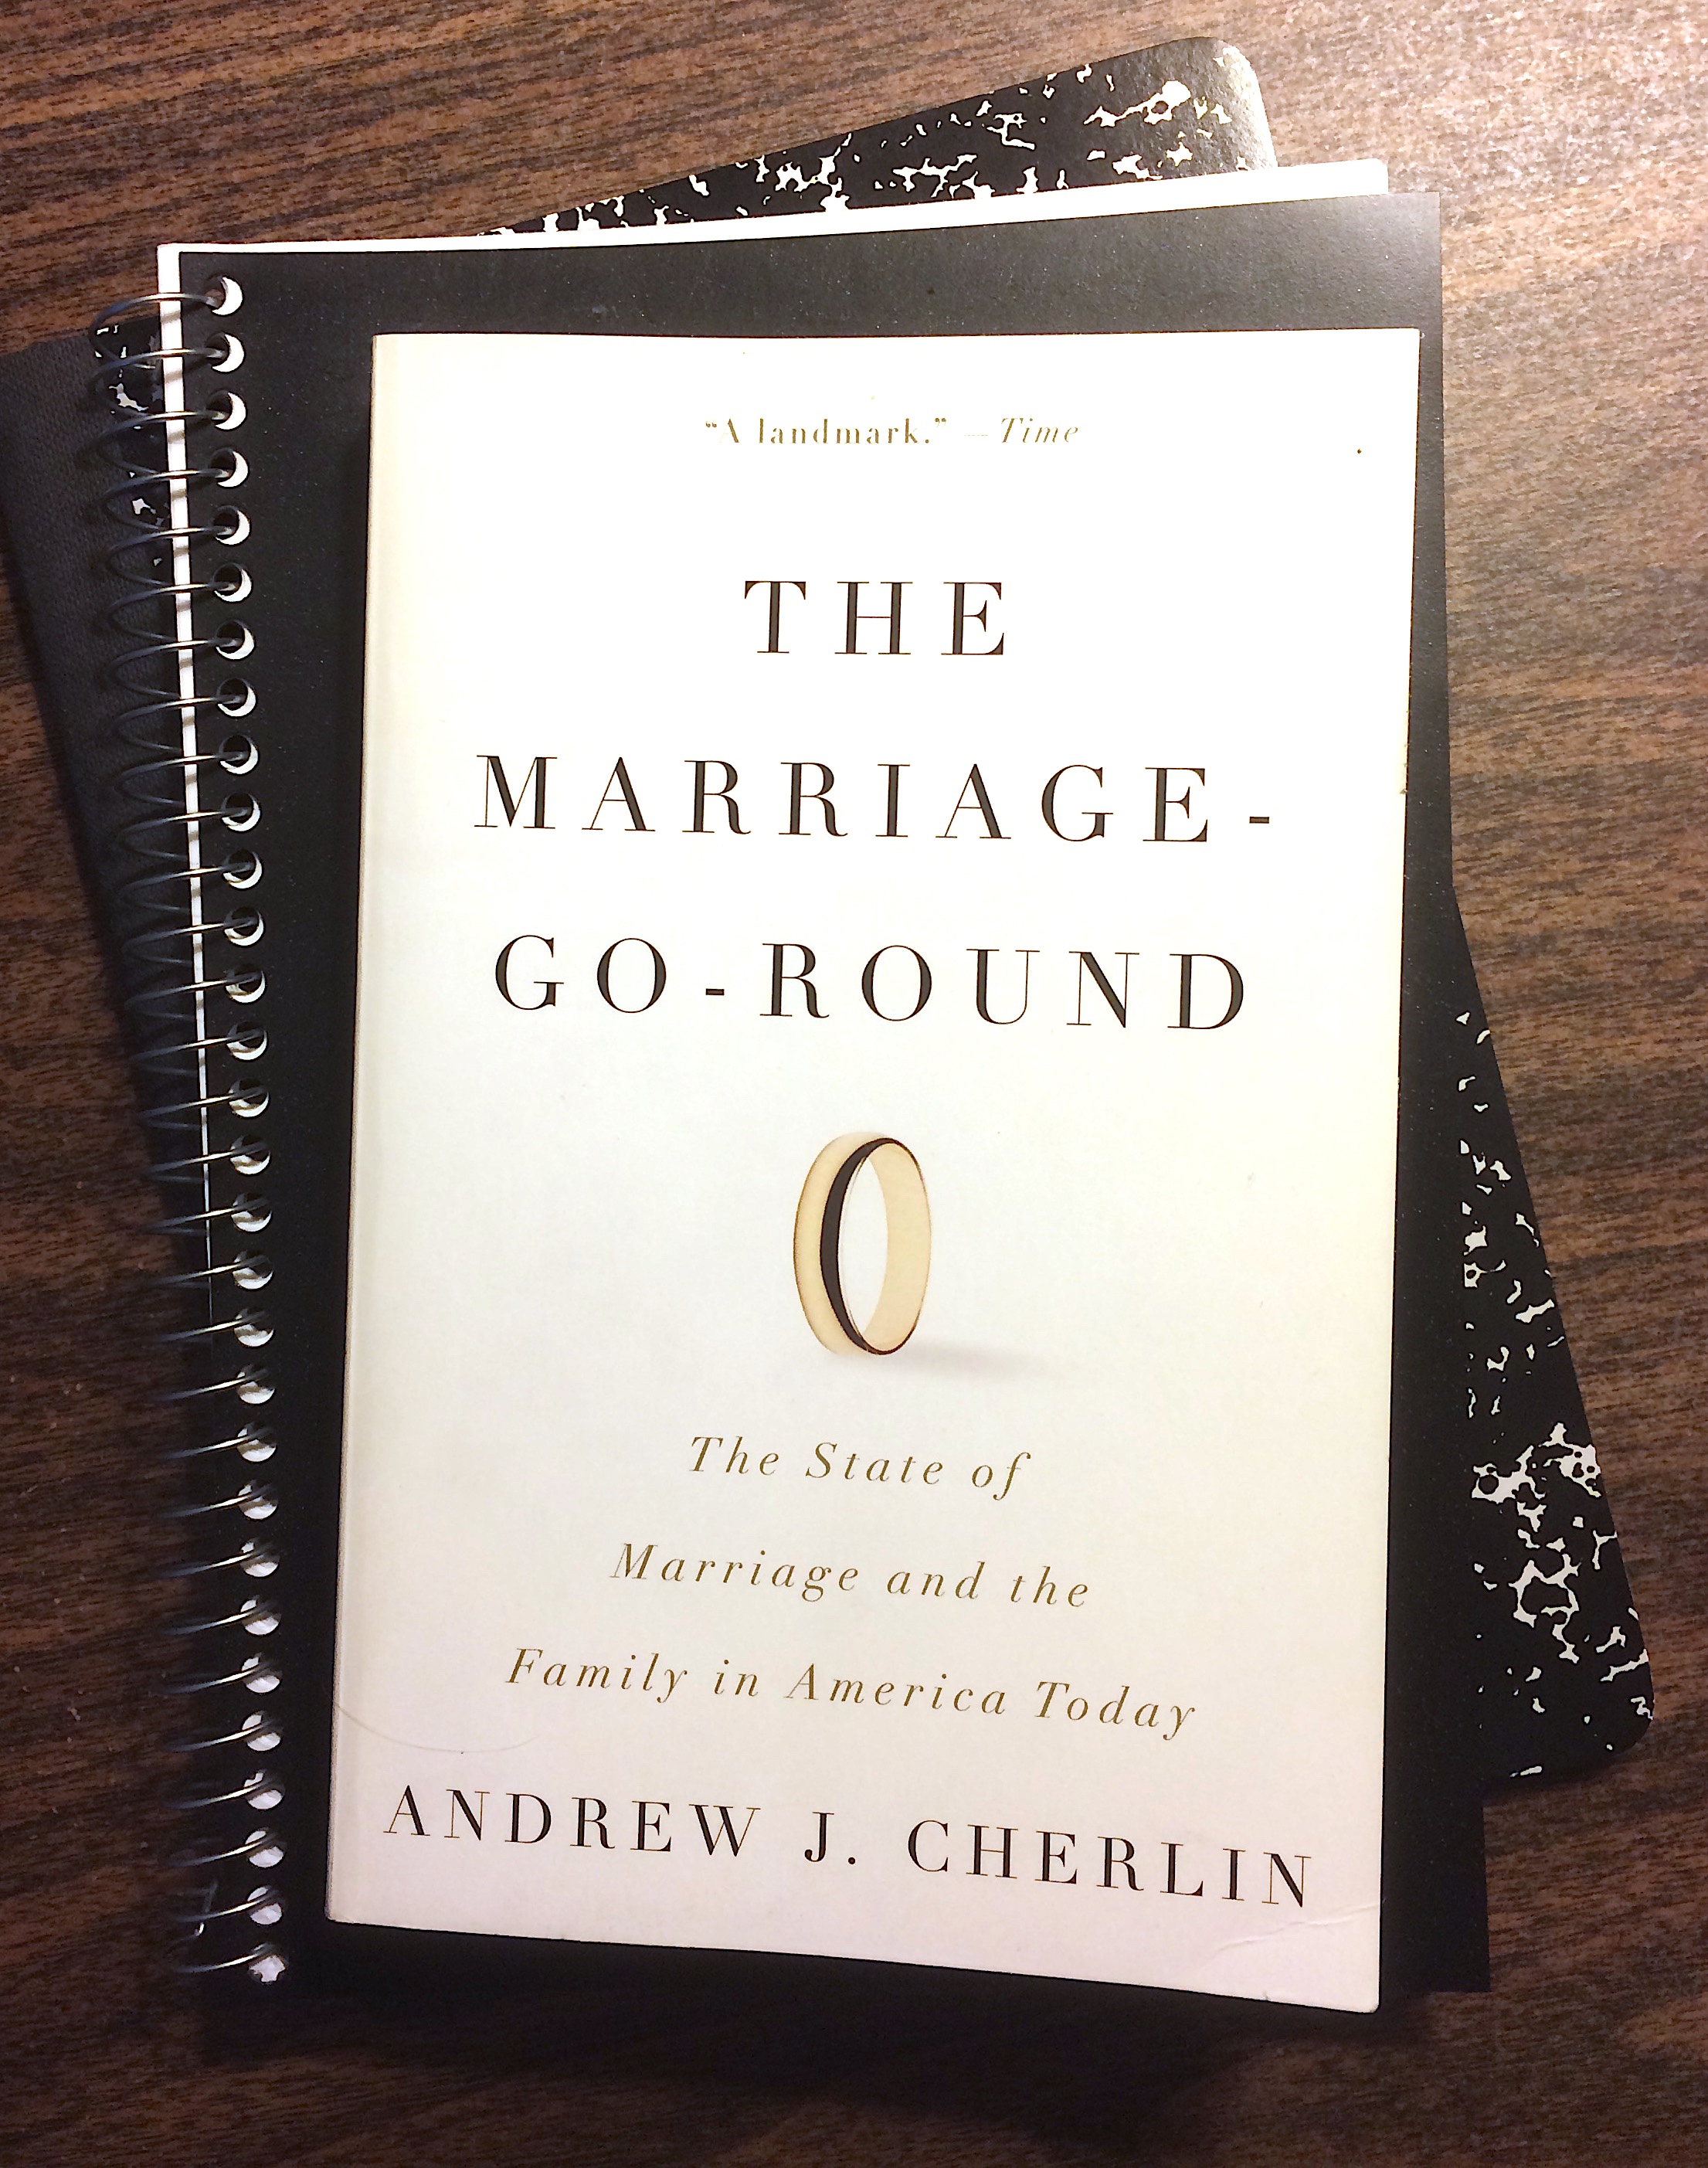 “A landmark.” —Time
THE
MARRIAGE-
GO-ROUND
The State of
Marriage and the
Family in America Today
ANDREW J. CHERLIN